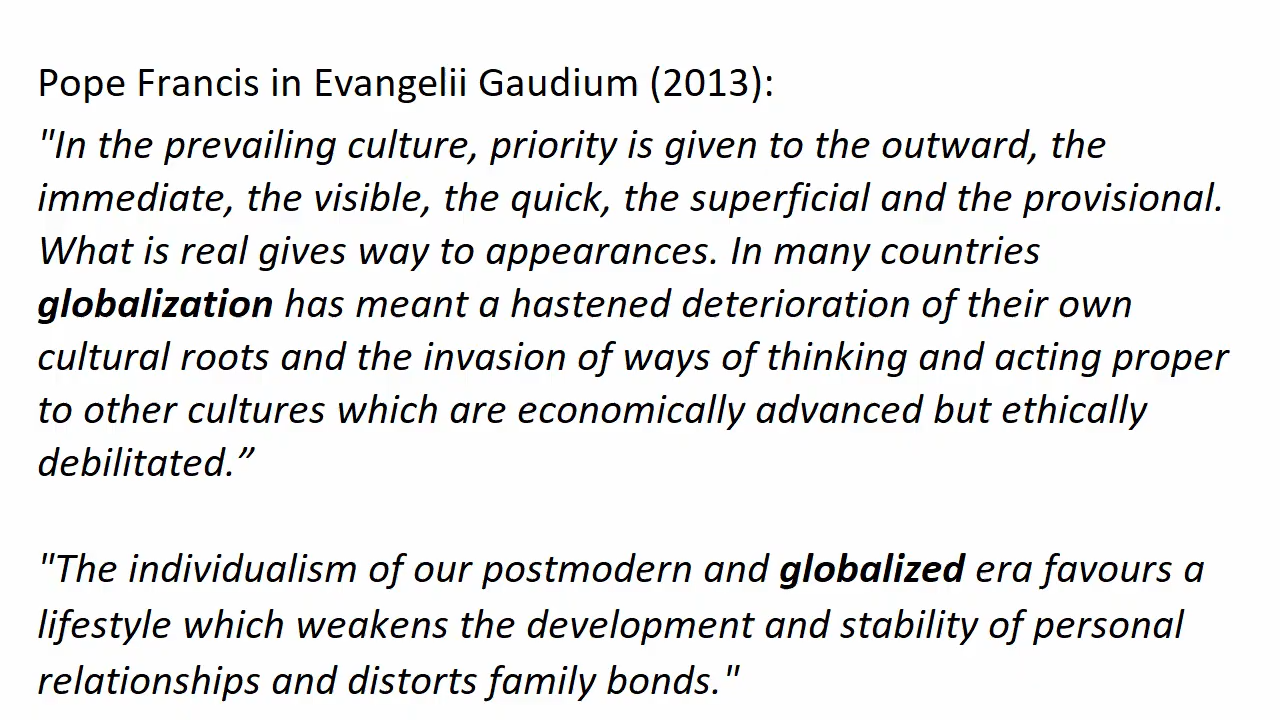 Pope Francis in Evangelii Gaudium (2013):
"In the prevailing culture, priority is given to the outward, the
immediate, the visible, the quick, the superficial and the provisional.
What is real gives way to appearances. In many countries
globalization has meant a hastened deterioration of their own
cultural roots and the invasion of ways of thinking and acting proper
to other cultures which are economically advanced but ethically
debilitated.”
"The individualism of our postmodern and globalized era favours a
lifestyle which weakens the development and stability of personal
relationships and distorts family bonds."